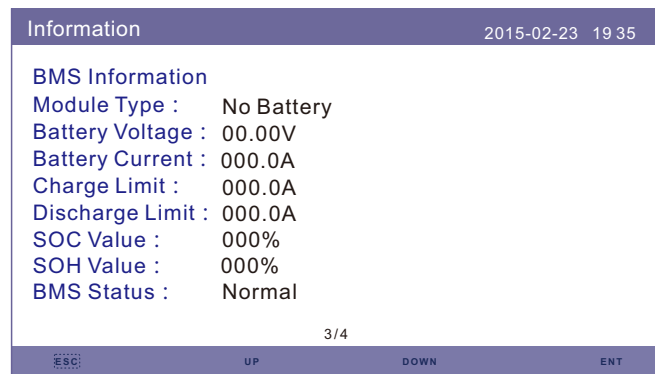 Information 2015-02-23 19 35
BMS Information
Module Type : No Battery
Battery Voltage : 00.00V
Battery Current : 000.0A
Charge Limit : 000.0A
Discharge Limit : 000.0A
SOC Value : 000%
SOH Value : 000%
BMS Status : Normal
3/4
ESC UP DOWN ENT